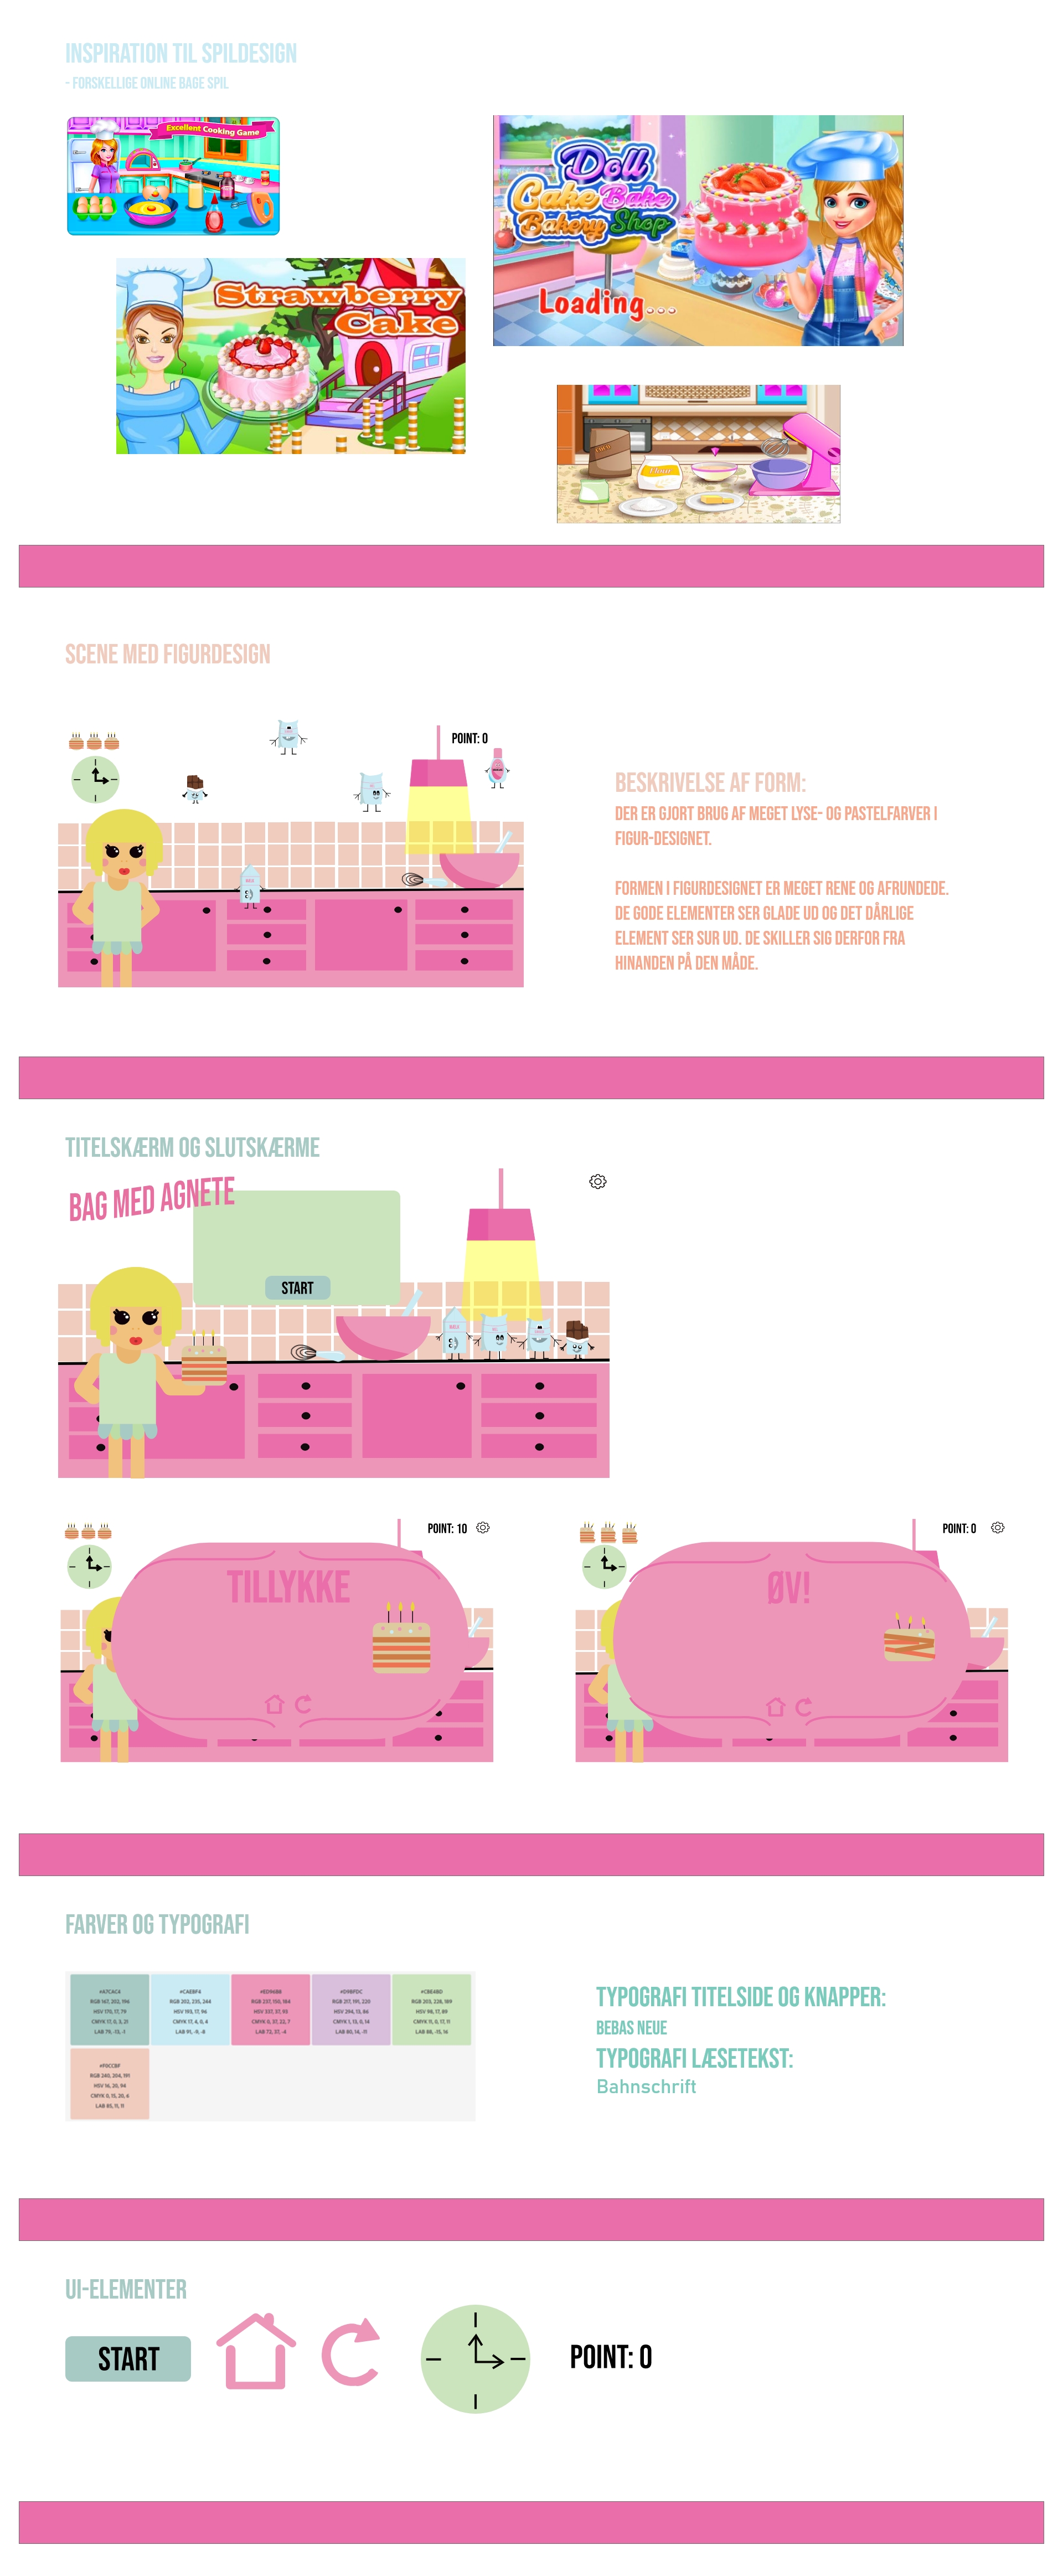 INSPIRATION TIL SPILDESIGN
- FORSKELLIGE ONLINE BAGE SPIL
Excellent Cooking Game
Doll
Cake Bake
Bakery Shop
Loading...
Strawberry
Cake
Flour
SCENE MED FIGURDESIGN
POINT: 0
BESKRIVELSE AF FORM:
DER ER GJORT BRUG AF MEGET LYSE- OG PASTELFARVER I
FIGUR-DESIGNET.
FORMEN I FIGURDESIGNET ER MEGET RENE OG AFRUNDEDE.
DE GODE ELEMENTER SER GLADE UD OG DET DÅRLIGE
ELEMENT SER SUR UD. DE SKILLER SIG DERFOR FRA
HINANDEN PÅ DEN MÅDE.
TITELSKÆRM OG SLUTSKÆRME
BAG MED AGNETE
START
POINT: 10
TILLYKKE
POINT: 0
ØV!
FARVER OG TYPOGRAFI
#A7CAC4
RGB 167, 202, 196
HSV 170, 17, 79
CMYK 17, 0, 3, 21
LAB 79, -13, -1
#CAEBF4
RGB 202, 235, 244
HSV 193, 17, 96
CMYK 17, 4, 0, 4
LAB 91, -9, -8
#ED96B8
RGB 237, 150, 184
HSV 337, 37, 93
CMYK 0, 37, 22, 7
LAB 72, 37, -4
#D9BFDC
RGB 217, 191, 220
HSV 294, 13, 86
CMYK 1, 13, 0, 14
LAB 80, 14, -11
#CBE4BD
RGB 203, 228, 189
HSV 98, 17, 89
CMYK 11, 0, 17, 11
LAB 88, -15, 16
#F0CCBF
RGB 240, 204, 191
HSV 16, 20, 94
CMYK 0, 15, 20, 6
LAB 85, 11, 11
TYPOGRAFI TITELSIDE OG KNAPPER:
BEBAS NEUE
TYPOGRAFI LÆSETEKST:
Bahnschrift
UI-ELEMENTER
START
POINT: 0